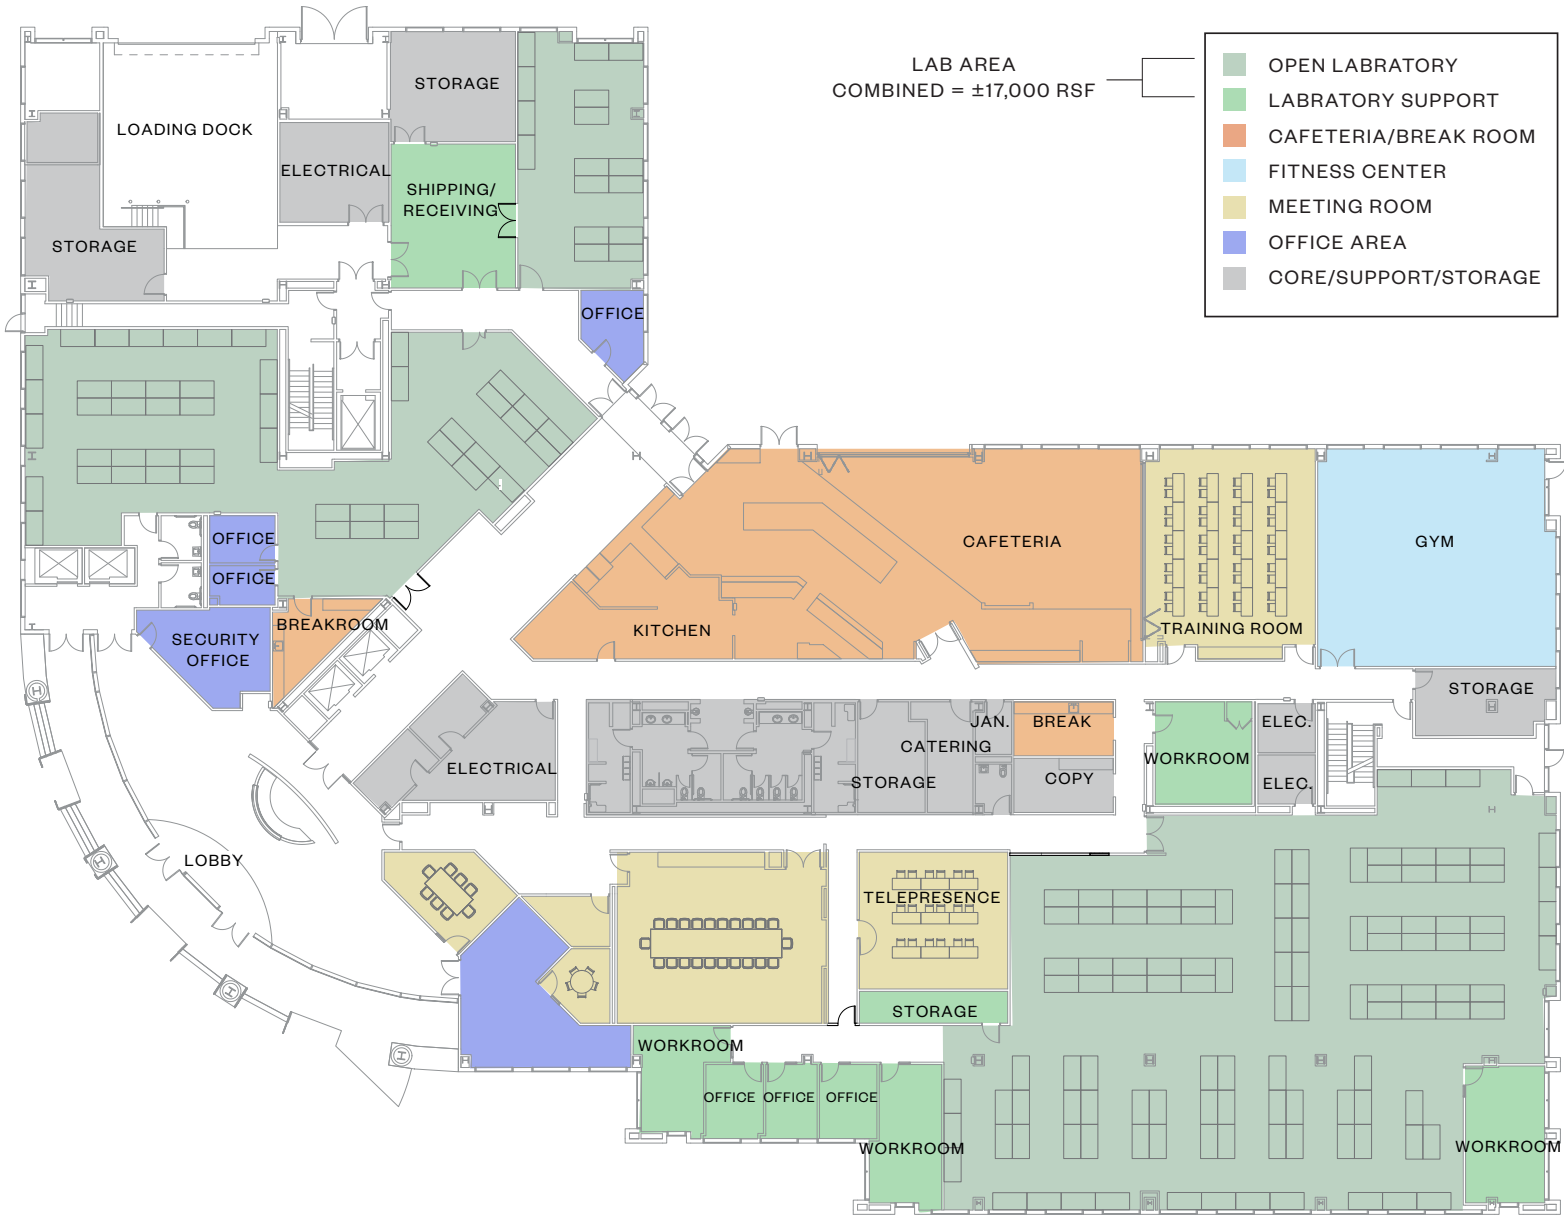 LAB AREA
COMBINED = ±17,000 RSF
OPEN LABRATORY
LABRATORY SUPPORT
CAFETERIA/BREAK ROOM
FITNESS CENTER
MEETING ROOM
OFFICE AREA
CORE/SUPPORT/STORAGE
STORAGE
LOADING DOCK
ELECTRICAL
SHIPPING/
RECEIVING
STORAGE
OFFICE
OFFICE
OFFICE
BREAKROOM
SECURITY
OFFICE
CAFETERIA
KITCHEN
TRAINING ROOM
GYM
STORAGE
ELECTRICAL
JAN.
BREAK
CATERING
STORAGE
COPY
WORKROOM
ELEC.
ELEC.
LOBBY
TELEPRESENCE
STORAGE
WORKROOM
OFFICE
OFFICE
OFFICE
WORKROOM
WORKROOM